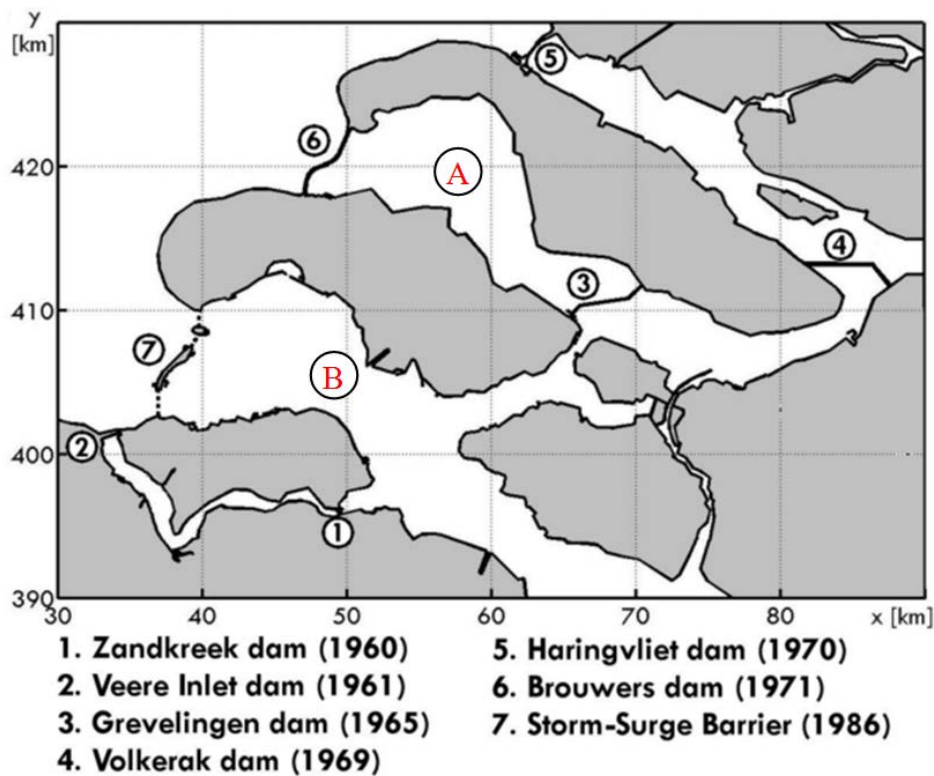 y
[km]
5
6
A
420
4
3
410
7
B
400
2
1
390
30 40 50 60 70 80 x [km]
1. Zandkreek dam (1960)
2. Veere Inlet dam (1961)
3. Grevelingen dam (1965)
4. Volkerak dam (1969)
5. Haringvliet dam (1970)
6. Brouwers dam (1971)
7. Storm-Surge Barrier (1986)